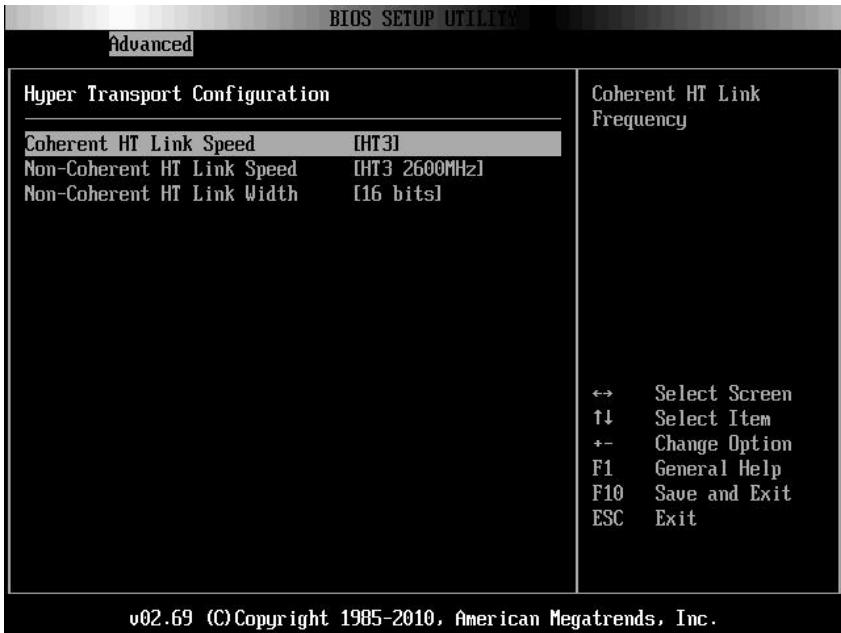 BIOS SETUP UTILITY
Advanced
Hyper Transport Configuration
Coherent HT Link Speed [HT3]
Non-Coherent HT Link Speed [HT3 2600MHz]
Non-Coherent HT Link Width [16 bits]
Coherent HT Link
Frequency
←→ Select Screen
↑↓ Select Item
+- Change Option
F1 General Help
F10 Save and Exit
ESC Exit
v02.69 (C)Copyright 1985-2010, American Megatrends, Inc.